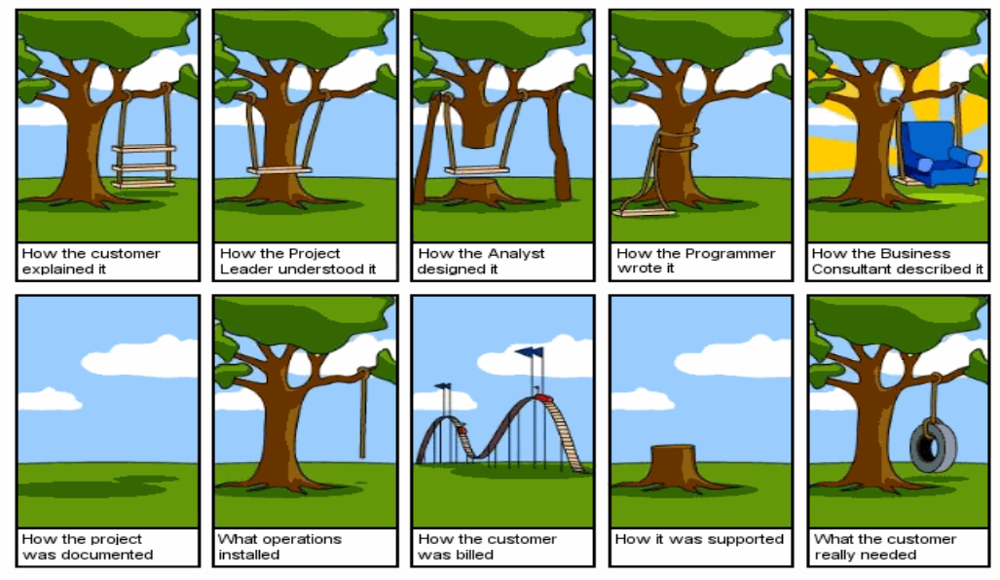 How the customer
explained it
How the Project
Leader understood it
How the Analyst
designed it
How the Programmer
wrote it
How the Business
Consultant described it
How the project
was documented
What operations
installed
How the customer
was billed
How it was supported
What the customer
really needed